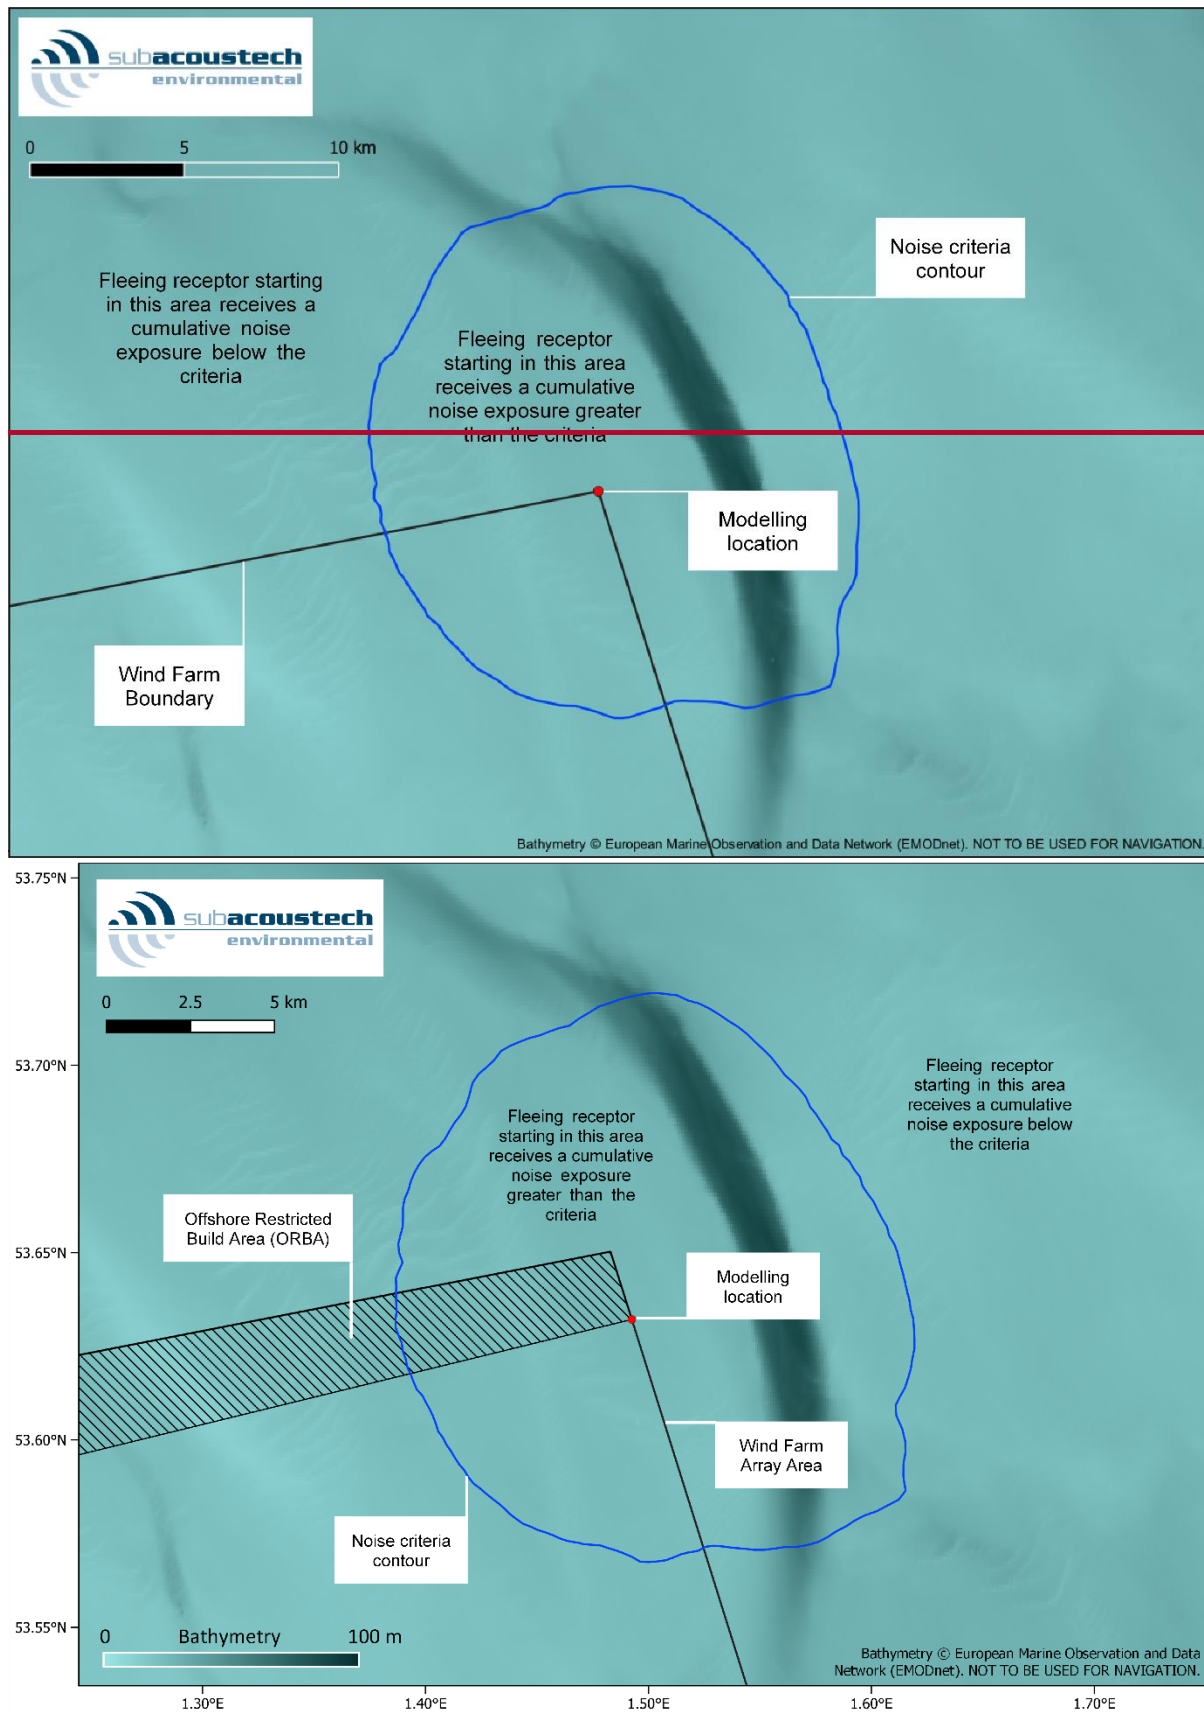 subacoustech
environmental
0 5 10 km
Noise criteria
contour
Fleeing receptor starting
in this area receives a
cumulative noise
exposure below the
criteria
Fleeing receptor
starting in this area
receives a cumulative
noise exposure greater
than the criteria
Modelling
location
Wind Farm
Boundary
Bathymetry © European Marine Observation and Data Network (EMODnet). NOT TO BE USED FOR NAVIGATION.
53.75°N
subacoustech
environmental
0 2.5 5 km
53.70°N
Fleeing receptor
starting in this area
receives a cumulative
noise exposure below
the criteria
Fleeing receptor
starting in this area
receives a cumulative
noise exposure
greater than the
criteria
Offshore Restricted
Build Area (ORBA)
53.65°N
Modelling
location
53.60°N
Wind Farm
Array Area
Noise criteria
contour
53.55°N
0 Bathymetry 100 m
Bathymetry © European Marine Observation and Data
Network (EMODnet). NOT TO BE USED FOR NAVIGATION.
1.30°E 1.40°E 1.50°E 1.60°E 1.70°E